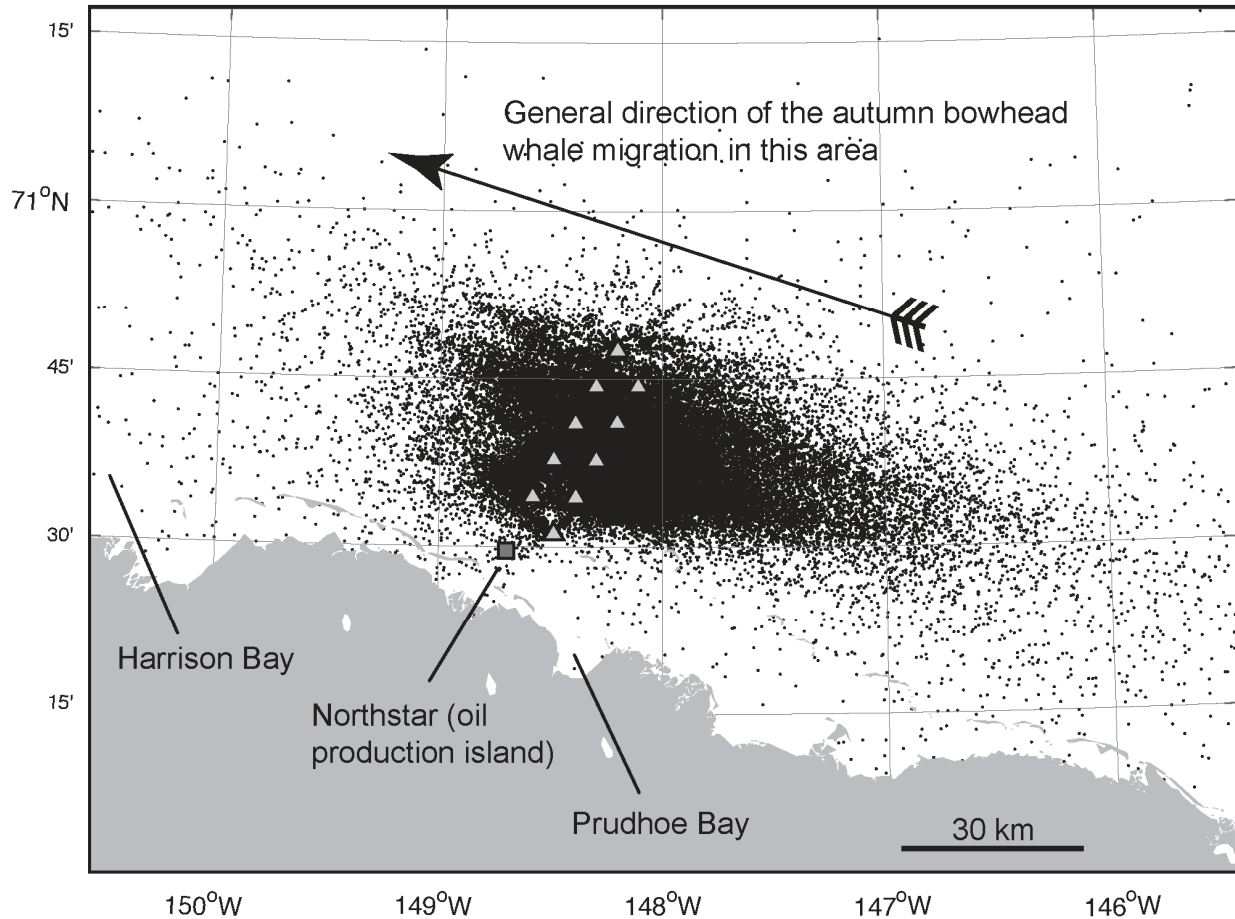 15'
General direction of the autumn bowhead
whale migration in this area
71°N
45'
30'
Harrison Bay
15'
Northstar (oil
production island)
Prudhoe Bay
30 km
150°W
149°W
148°W
147°W
146°W